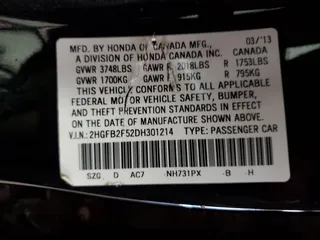 MFD. BY HONDA OF CANADA MFG., 03/13
A DIVISION OF HONDA CANADA INC. CANADA
GVWR 3748LBS GAWR F 2018LBS R 1753LBS
GVWR 1700KG GAWR F 915KG R 795KG
THIS VEHICLE CONFORMS TO ALL APPLICABLE
FEDERAL MOTOR VEHICLE SAFETY, BUMPER,
AND THEFT PREVENTION STANDARDS IN EFFECT
ON THE DATE OF MANUFACTURE SHOWN ABOVE.
V.I.N.: 2HGFB2F52DH301214 TYPE: PASSENGER CAR
SZG D AC7 NH731PX -B -H